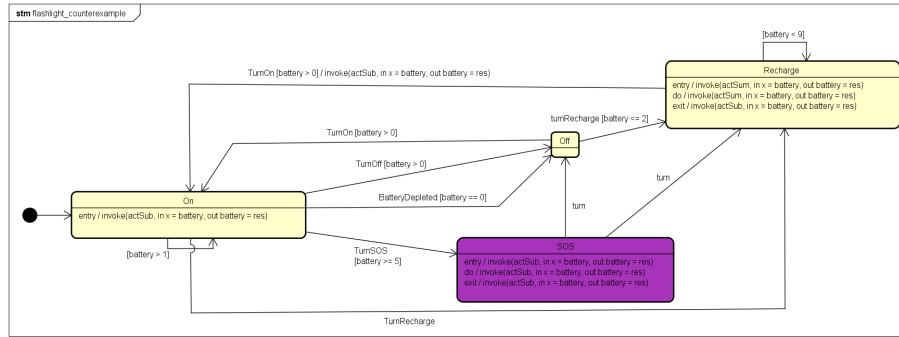 stm flashlight_counterexample
[battery < 9]
TurnOn [battery > 0] / invoke(actSub, in x = battery, out battery = res)
Recharge
entry / invoke(actSum, in x = battery, out battery = res)
do / invoke(actSum, in x = battery, out battery = res)
exit / invoke(actSub, in x = battery, out battery = res)
turnRecharge [battery <= 2]
TurnOn [battery > 0]
Off
TurnOff [battery > 0]
turn
BatteryDepleted [battery == 0]
On
entry / invoke(actSub, in x = battery, out battery = res)
turn
[battery > 1]
TurnSOS
[battery >= 5]
SOS
entry / invoke(actSub, in x = battery, out battery = res)
do / invoke(actSub, in x = battery, out battery = res)
exit / invoke(actSub, in x = battery, out battery = res)
TurnRecharge